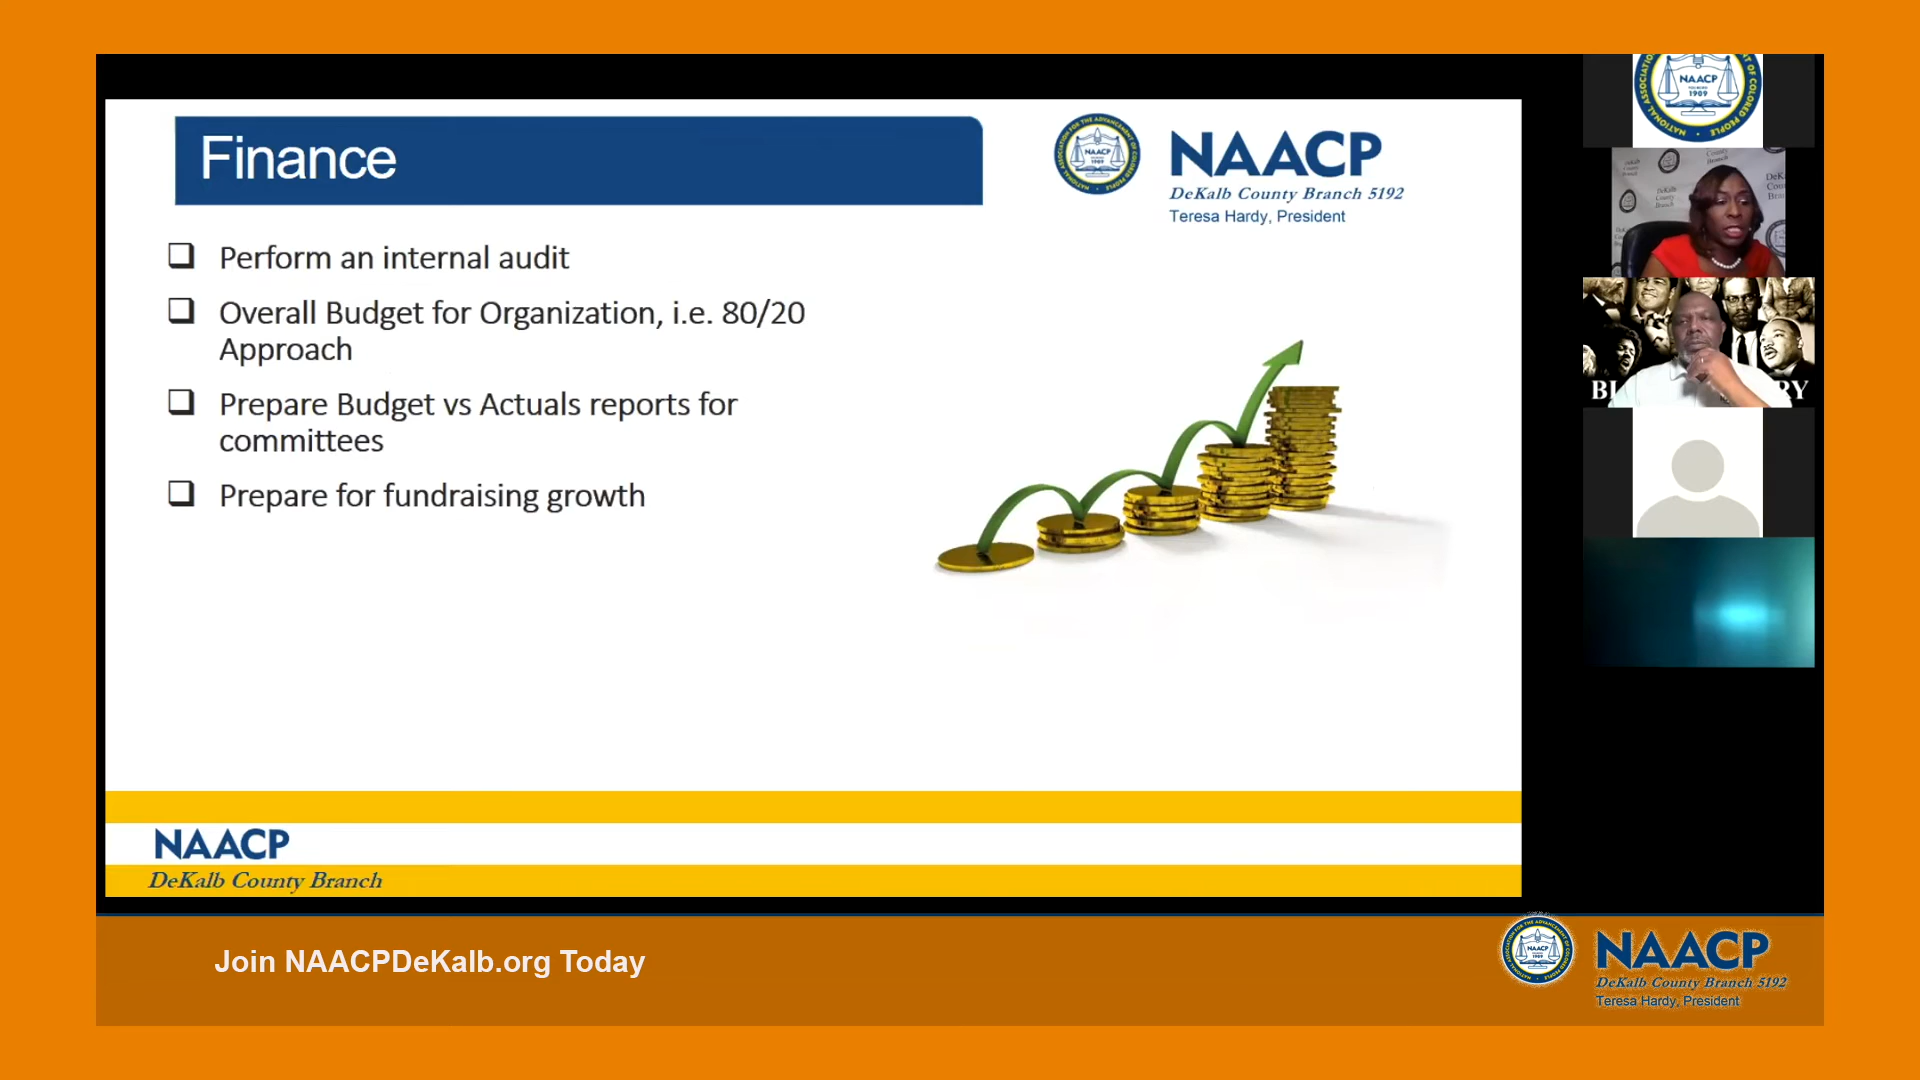 Finance
NAACP
DeKalb County Branch 5192
Teresa Hardy, President
Perform an internal audit
Overall Budget for Organization, i.e. 80/20
Approach
Prepare Budget vs Actuals reports for
committees
Prepare for fundraising growth
NAACP
DeKalb County Branch
NAACP
1909
Join NAACPDeKalb.org Today
NAACP
DeKalb County Branch 5192
Teresa Hardy, President